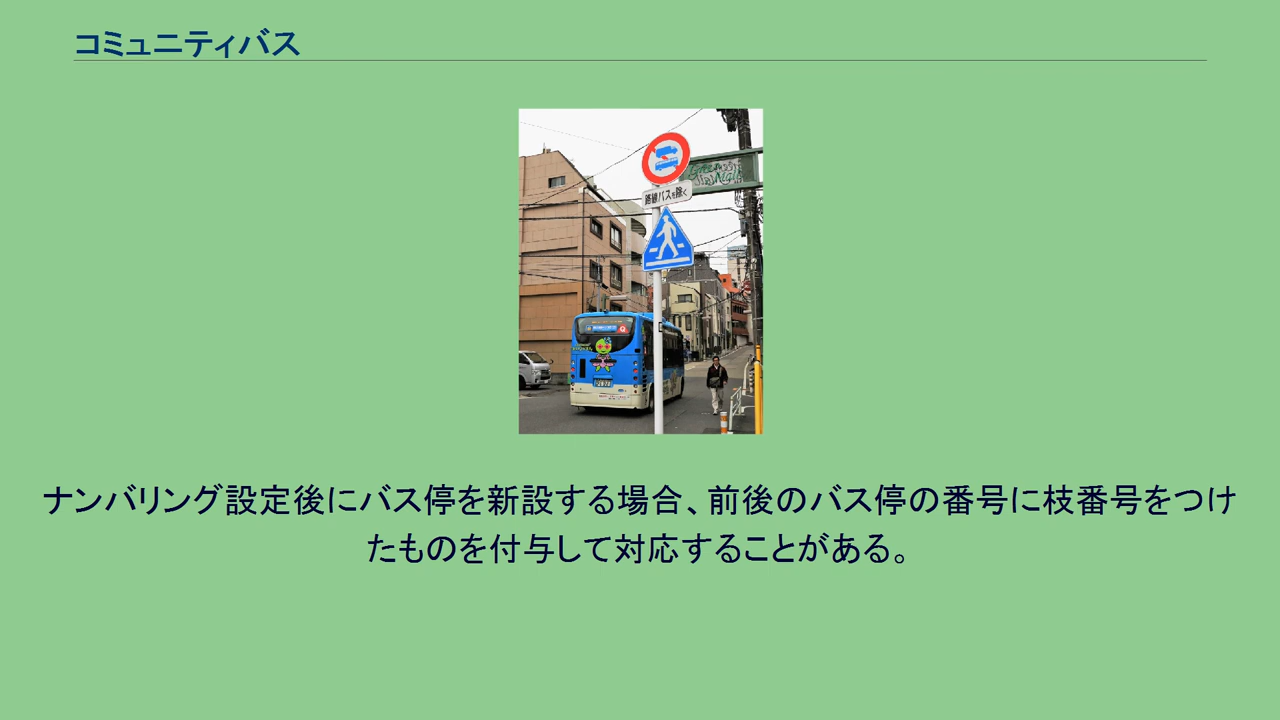 コミュニティバス
路線バスを除く
ナンバリング設定後にバス停を新設する場合、前後のバス停の番号に枝番号をつけ
たものを付与して対応することがある。